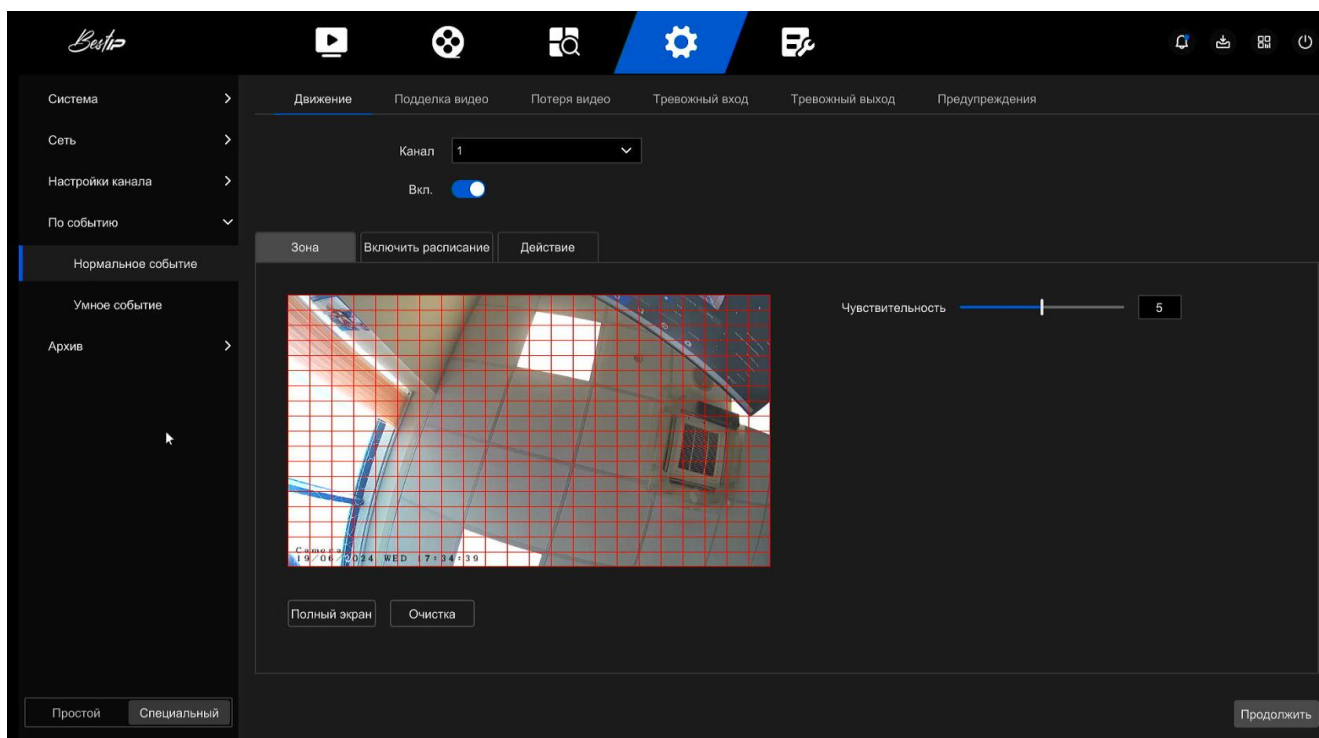 Bestip
Система
Сеть
Настройки канала
По событию
Нормальное событие
Умное событие
Архив
Простой Специальный
Движение Подделка видео Потеря видео Тревожный вход Тревожный выход Предупреждения
Канал 1
Вкл.
Зона Включить расписание Действие
Camera
19/06/2024 WED 17:34:39
Чувствительность 5
Полный экран Очистка
Продолжить